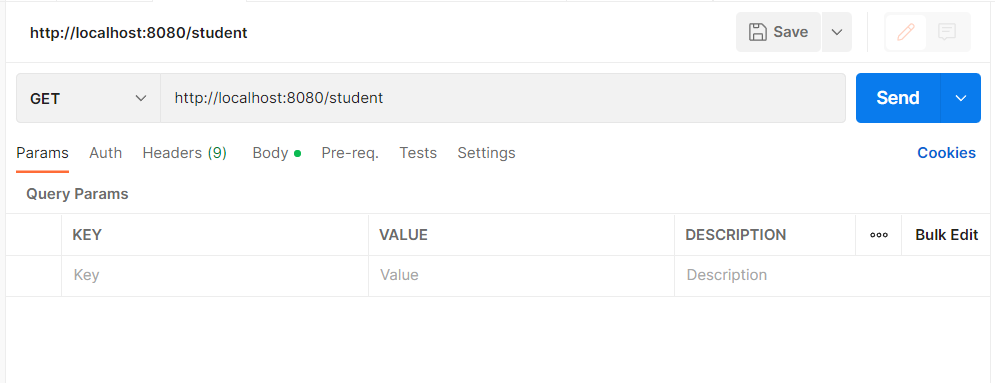 http://localhost:8080/student Save
GET http://localhost:8080/student Send
Params Auth Headers (9) Body Pre-req. Tests Settings Cookies
Query Params
KEY VALUE DESCRIPTION Bulk Edit
Key Value Description